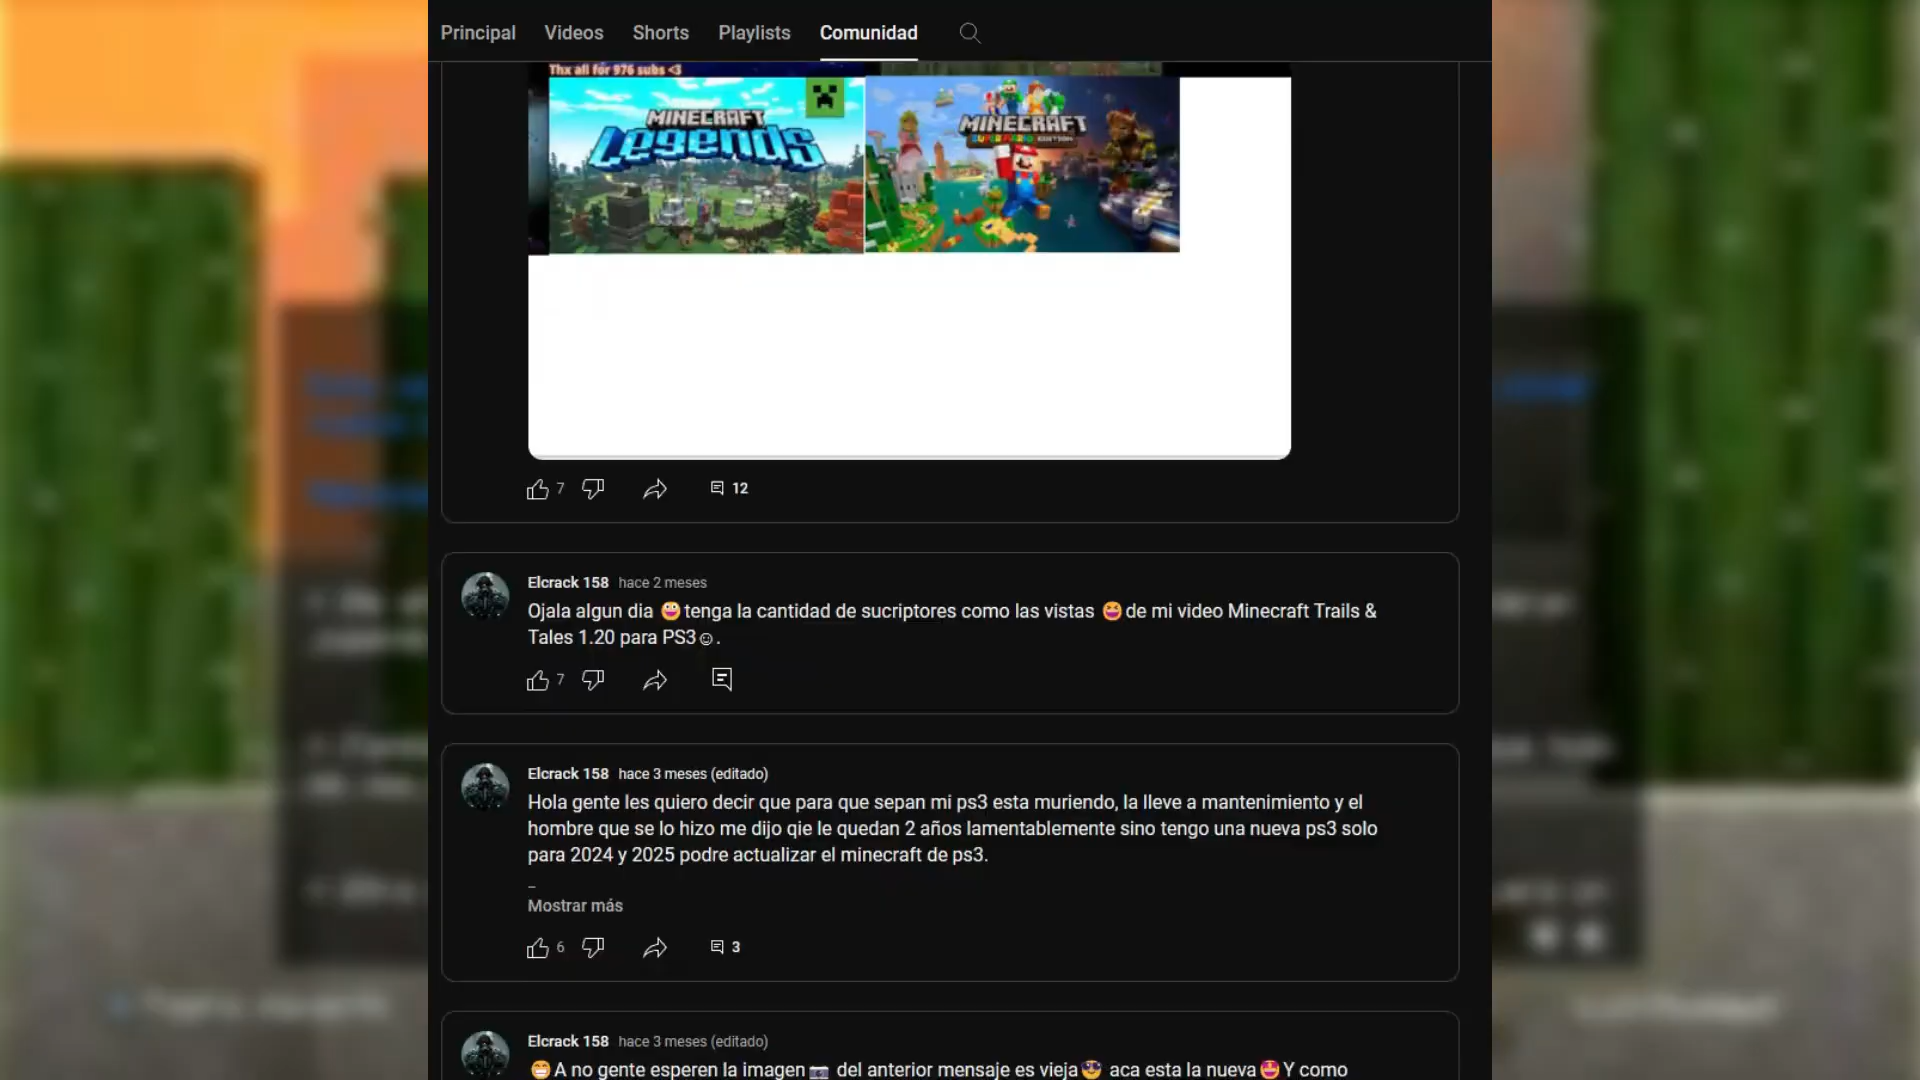 Principal Videos Shorts Playlists Comunidad
Thx all for 976 subs <3
MINECRAFT
Legends
MINECRAFT
SUPER MARIO EDITION
7 12
Elcrack 158 hace 2 meses
Ojala algun dia 😀tenga la cantidad de sucriptores como las vistas 😆de mi video Minecraft Trails &
Tales 1.20 para PS3☺.
7
Elcrack 158 hace 3 meses (editado)
Hola gente les quiero decir que para que sepan mi ps3 esta muriendo, la lleve a mantenimiento y el
hombre que se lo hizo me dijo qie le quedan 2 años lamentablemente sino tengo una nueva ps3 solo
para 2024 y 2025 podre actualizar el minecraft de ps3.
_
Mostrar más
6 3
Elcrack 158 hace 3 meses (editado)
😁A no gente esperen la imagen📷 del anterior mensaje es vieja😎 aca esta la nueva🤩Y como